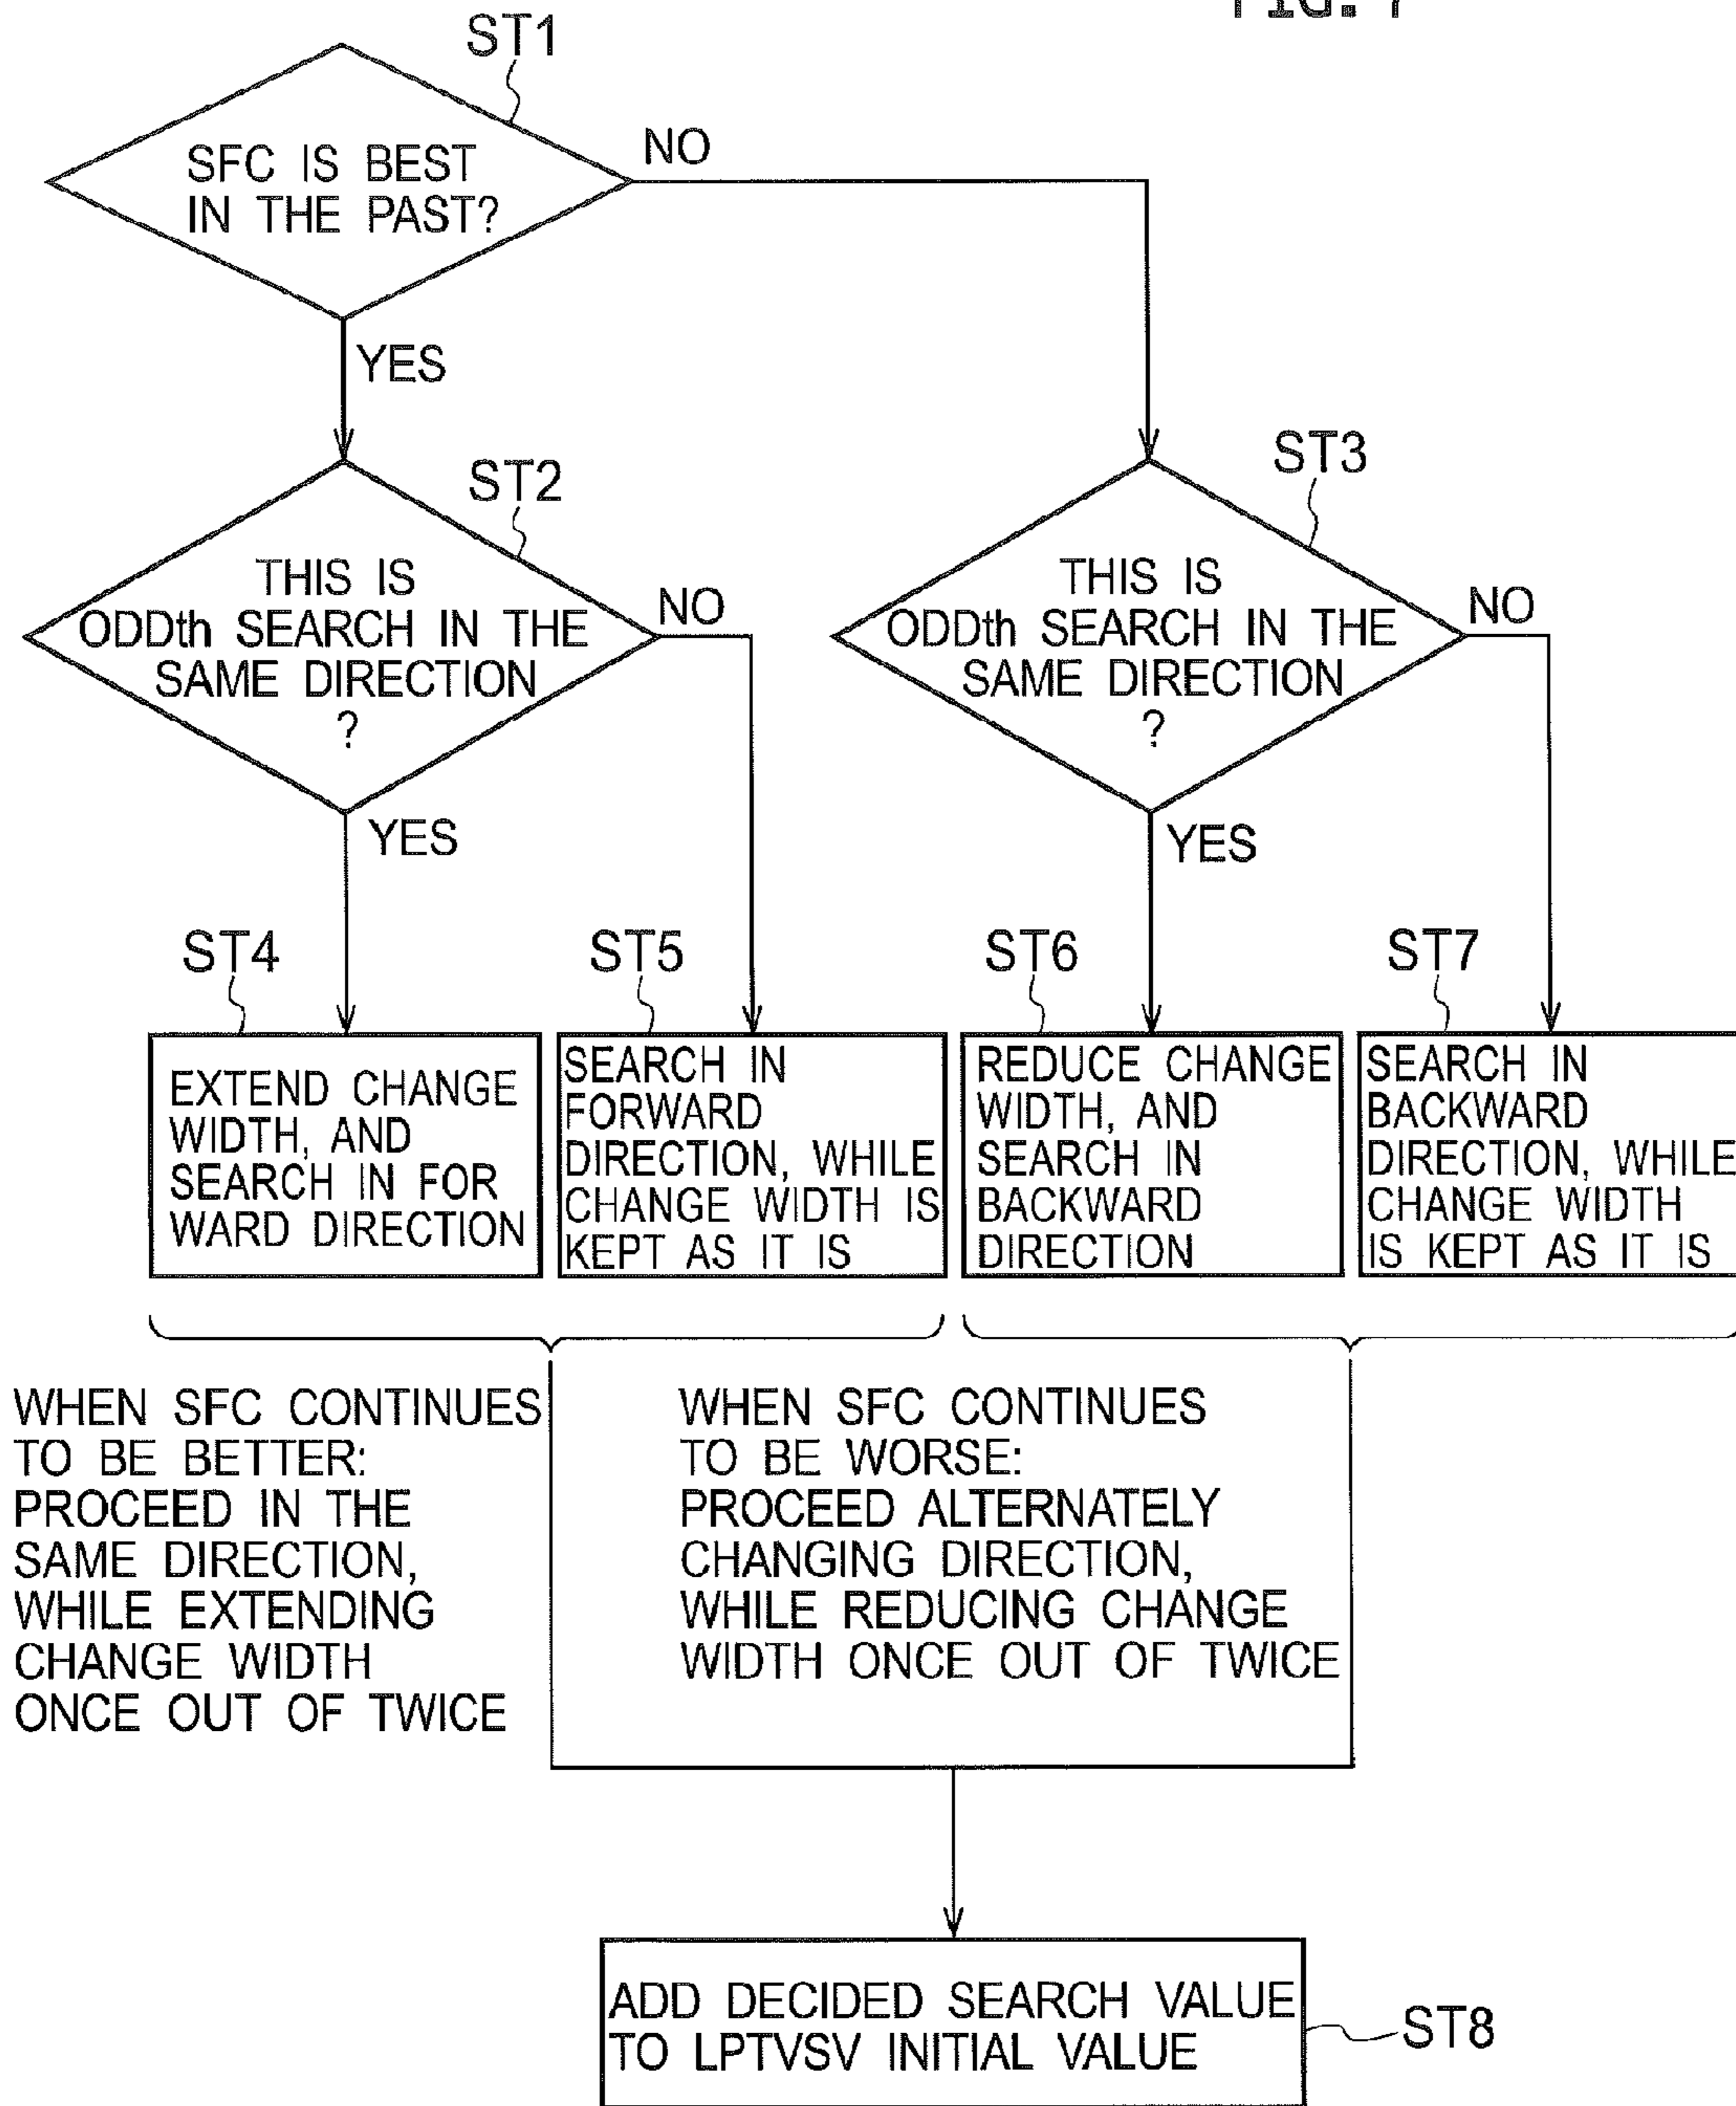 ST1
SFC IS BEST
IN THE PAST?
NO
YES
ST2
THIS IS
ODDth SEARCH IN THE
SAME DIRECTION
?
NO
YES
ST3
THIS IS
ODDth SEARCH IN THE
SAME DIRECTION
?
NO
YES
ST4
EXTEND CHANGE
WIDTH, AND
SEARCH IN FOR
WARD DIRECTION
ST5
SEARCH IN
FORWARD
DIRECTION, WHILE
CHANGE WIDTH IS
KEPT AS IT IS
ST6
REDUCE CHANGE
WIDTH, AND
SEARCH IN
BACKWARD
DIRECTION
ST7
SEARCH IN
BACKWARD
DIRECTION, WHILE
CHANGE WIDTH
IS KEPT AS IT IS
WHEN SFC CONTINUES
TO BE BETTER:
PROCEED IN THE
SAME DIRECTION,
WHILE EXTENDING
CHANGE WIDTH
ONCE OUT OF TWICE
WHEN SFC CONTINUES
TO BE WORSE:
PROCEED ALTERNATELY
CHANGING DIRECTION,
WHILE REDUCING CHANGE
WIDTH ONCE OUT OF TWICE
ADD DECIDED SEARCH VALUE
TO LPTVSV INITIAL VALUE
ST8